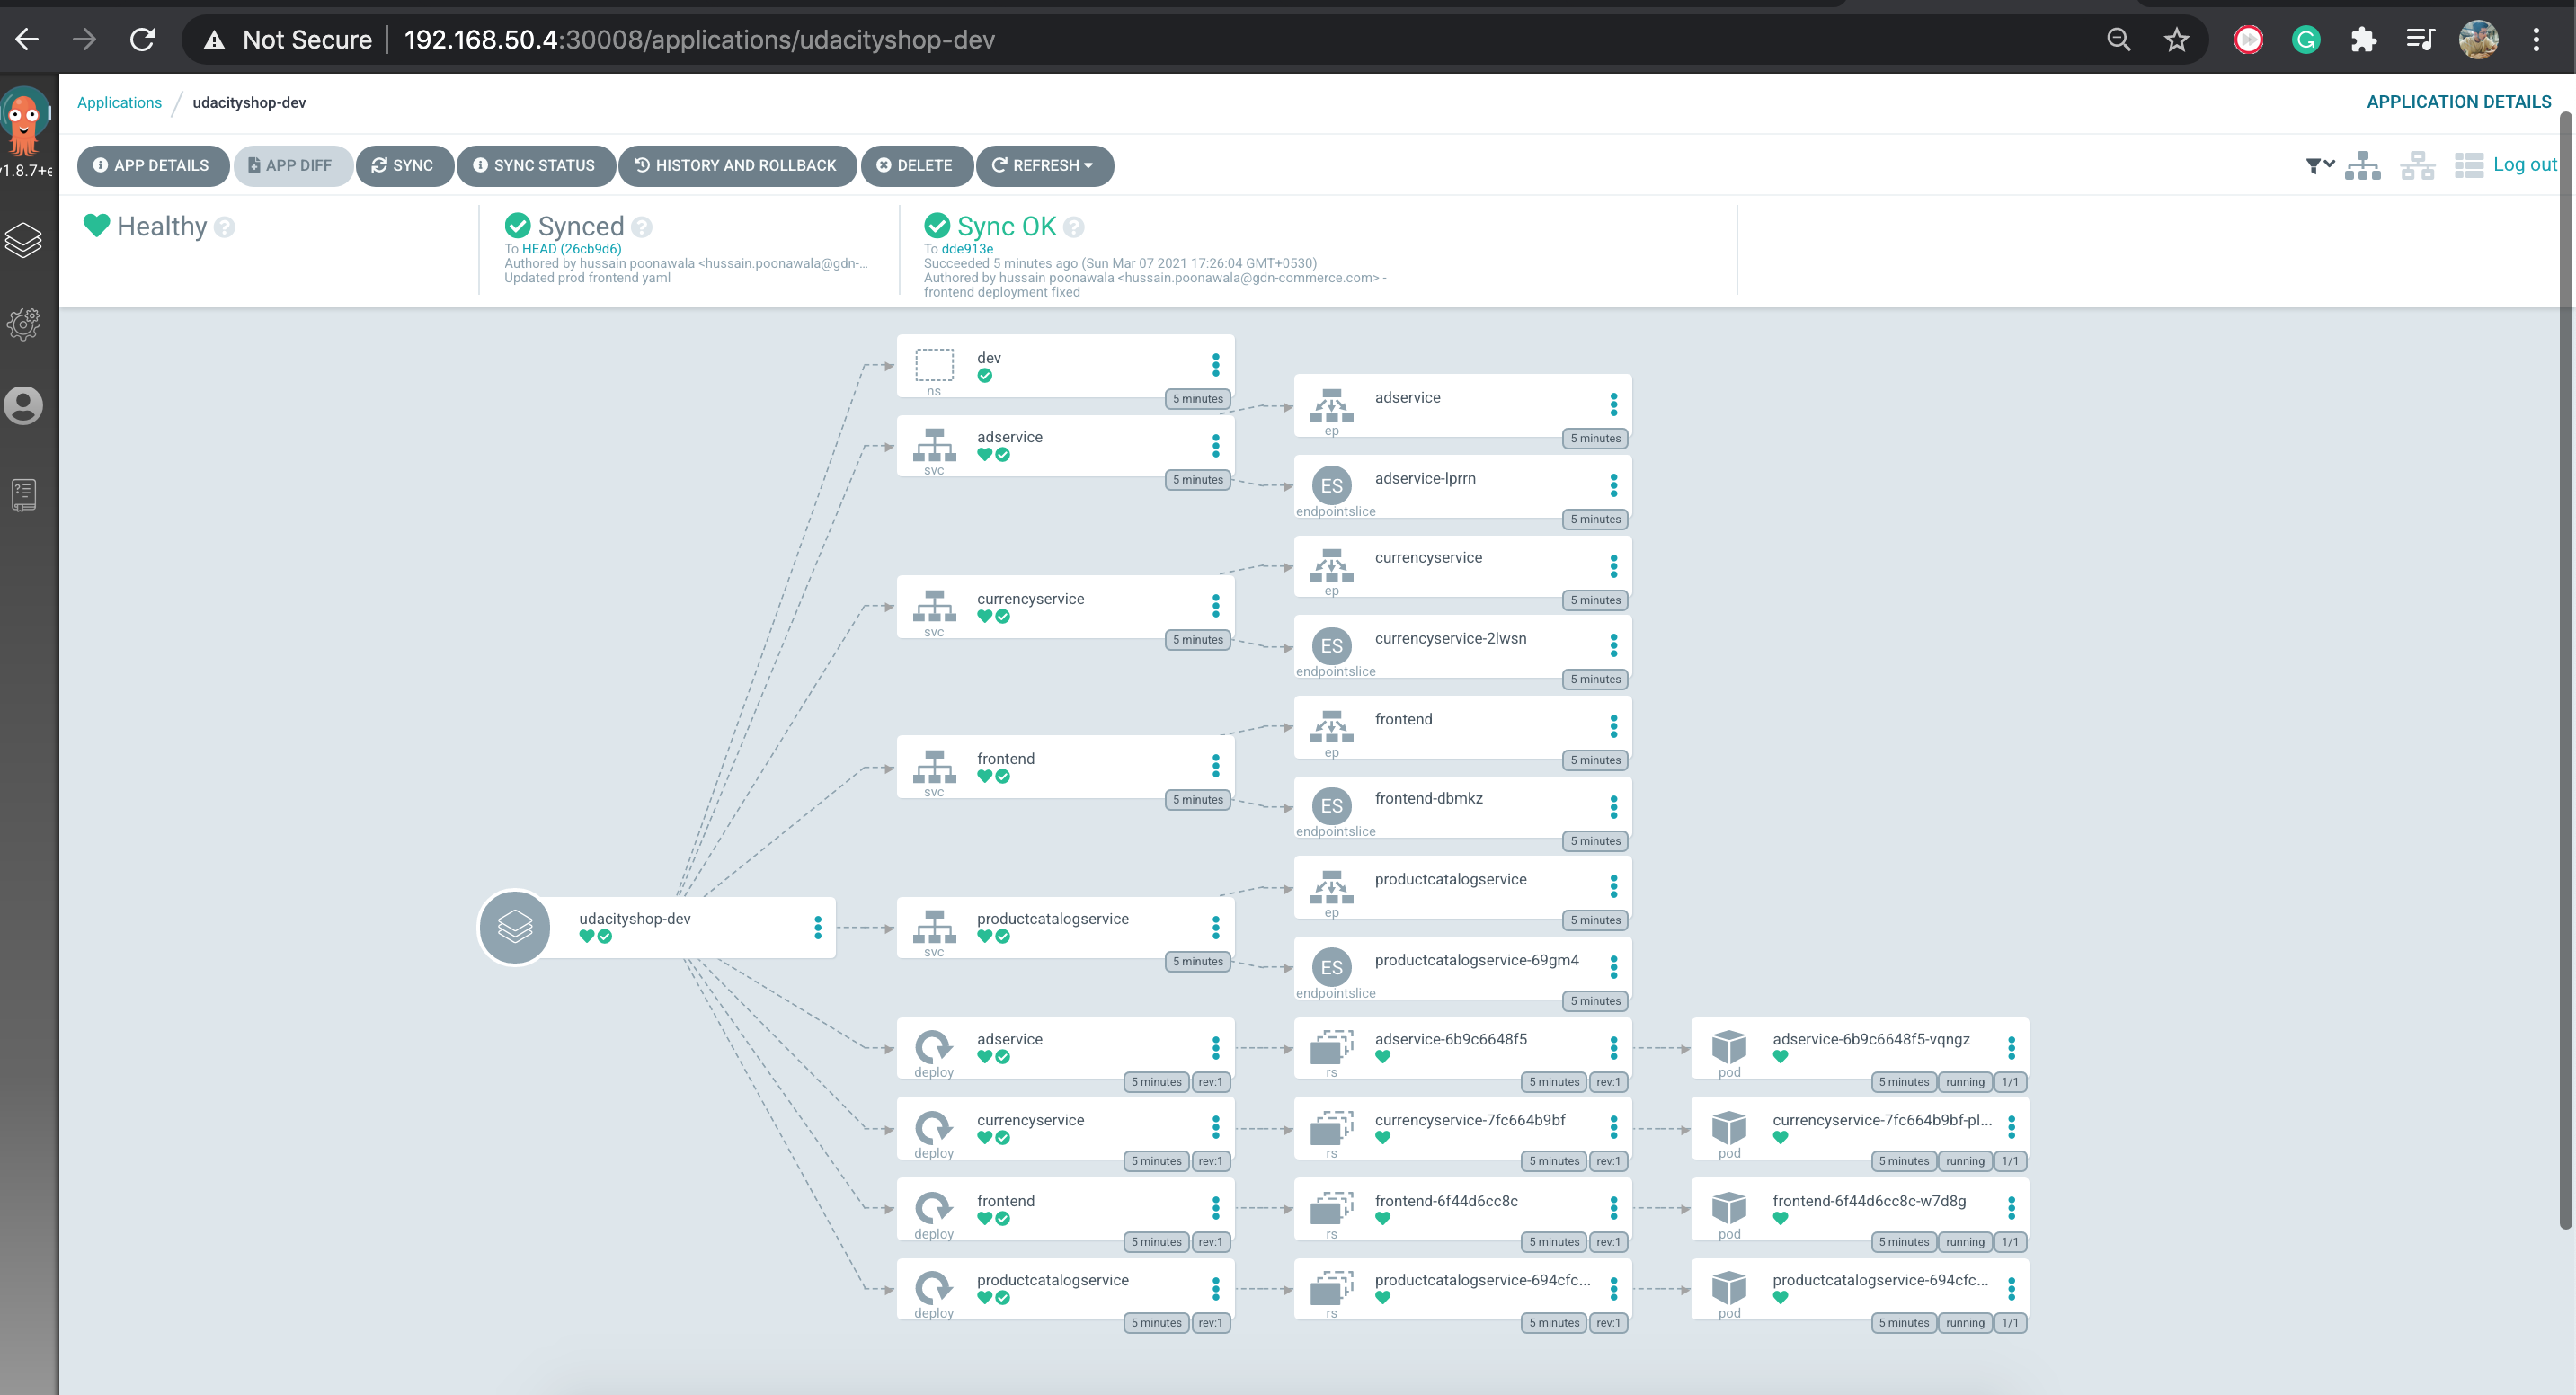 Not Secure 192.168.50.4:30008/applications/udacityshop-dev
Applications / udacityshop-dev
APPLICATION DETAILS
v1.8.7+e
APP DETAILS
APP DIFF
SYNC
SYNC STATUS
HISTORY AND ROLLBACK
DELETE
REFRESH
Log out
Healthy
Synced
To HEAD (26cb9d6)
Authored by hussain poonawala <hussain.poonawala@gdn-...
Updated prod frontend yaml
Sync OK
To dde913e
Succeeded 5 minutes ago (Sun Mar 07 2021 17:26:04 GMT+0530)
Authored by hussain poonawala <hussain.poonawala@gdn-commerce.com> -
frontend deployment fixed
udacityshop-dev
dev
ns
5 minutes
adservice
svc
5 minutes
adservice
ep
5 minutes
ES
adservice-lprrn
endpointslice
5 minutes
currencyservice
svc
5 minutes
currencyservice
ep
5 minutes
ES
currencyservice-2lwsn
endpointslice
5 minutes
frontend
svc
5 minutes
frontend
ep
5 minutes
ES
frontend-dbmkz
endpointslice
5 minutes
productcatalogservice
svc
5 minutes
productcatalogservice
ep
5 minutes
ES
productcatalogservice-69gm4
endpointslice
5 minutes
adservice
deploy
5 minutes rev:1
adservice-6b9c6648f5
rs
5 minutes rev:1
adservice-6b9c6648f5-vqngz
pod
5 minutes running 1/1
currencyservice
deploy
5 minutes rev:1
currencyservice-7fc664b9bf
rs
5 minutes rev:1
currencyservice-7fc664b9bf-pl...
pod
5 minutes running 1/1
frontend
deploy
5 minutes rev:1
frontend-6f44d6cc8c
rs
5 minutes rev:1
frontend-6f44d6cc8c-w7d8g
pod
5 minutes running 1/1
productcatalogservice
deploy
5 minutes rev:1
productcatalogservice-694cfc...
rs
5 minutes rev:1
productcatalogservice-694cfc...
pod
5 minutes running 1/1